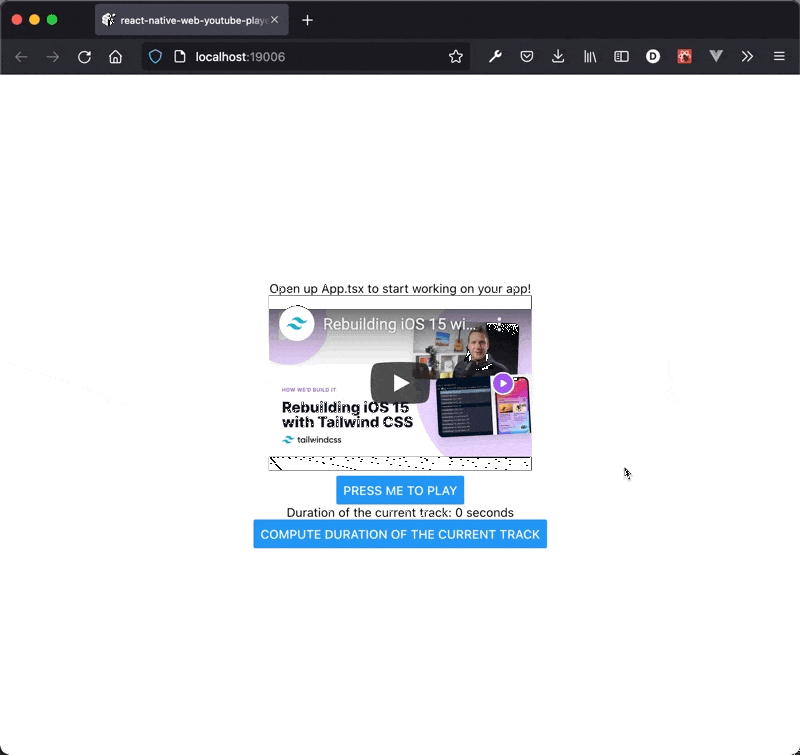 react-native-web-youtube-playe
localhost:19006
Open up App.tsx to start working on your app!
Rebuilding iOS 15 wi...
HOW WE'D BUILD IT
Rebuilding iOS 15
with Tailwind CSS
tailwindcss
PRESS ME TO PLAY
Duration of the current track: 0 seconds
COMPUTE DURATION OF THE CURRENT TRACK